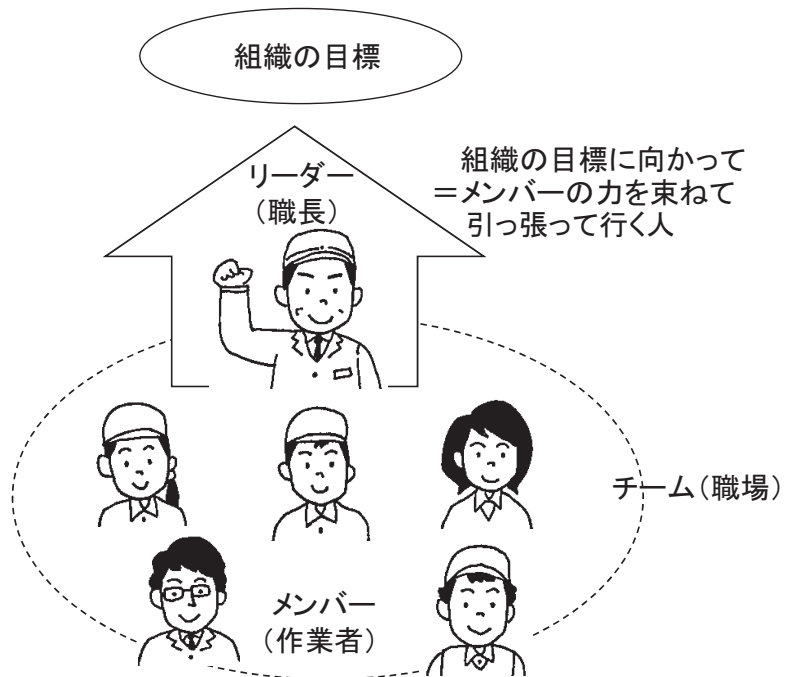 組織の目標
リーダー
（職長）
組織の目標に向かって
＝メンバーの力を束ねて
引っ張って行く人
チーム（職場）
メンバー
（作業者）